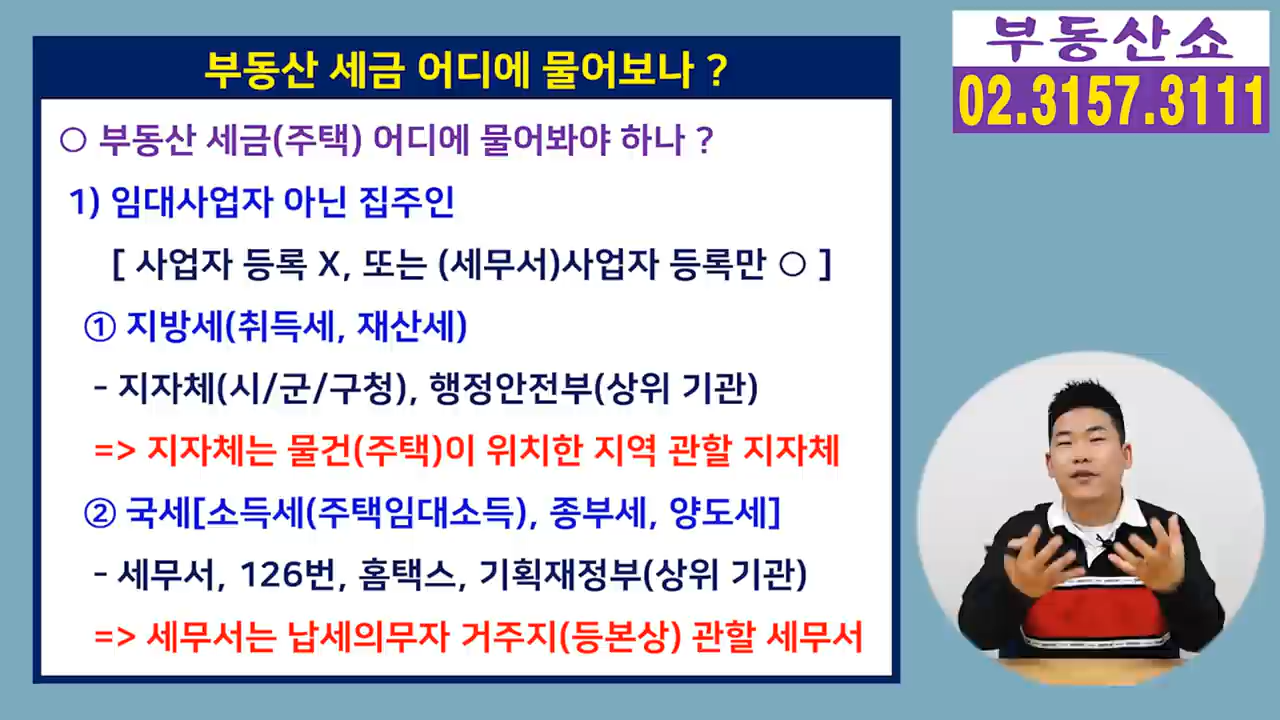 부동산 세금 어디에 물어보나 ?
부동산쇼
02.3157.3111
○ 부동산 세금(주택) 어디에 물어봐야 하나 ?
1) 임대사업자 아닌 집주인
[ 사업자 등록 X, 또는 (세무서)사업자 등록만 ○ ]
① 지방세(취득세, 재산세)
- 지자체(시/군/구청), 행정안전부(상위 기관)
=> 지자체는 물건(주택)이 위치한 지역 관할 지자체
② 국세[소득세(주택임대소득), 종부세, 양도세]
- 세무서, 126번, 홈택스, 기획재정부(상위 기관)
=> 세무서는 납세의무자 거주지(등본상) 관할 세무서